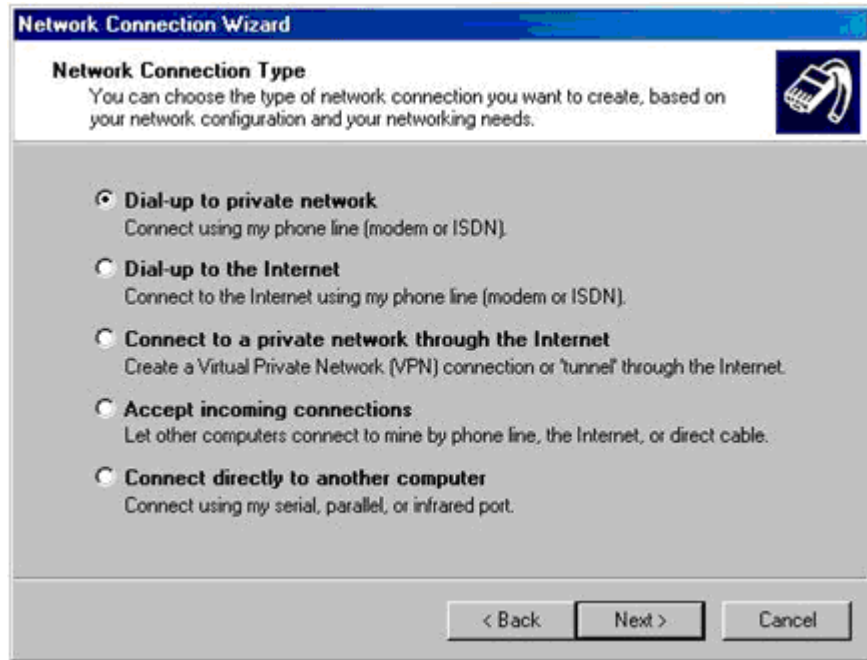 Network Connection Wizard
Network Connection Type
You can choose the type of network connection you want to create, based on
your network configuration and your networking needs.
Dial-up to private network
Connect using my phone line (modem or ISDN).
Dial-up to the Internet
Connect to the Internet using my phone line (modem or ISDN).
Connect to a private network through the Internet
Create a Virtual Private Network (VPN) connection or 'tunnel' through the Internet.
Accept incoming connections
Let other computers connect to mine by phone line, the Internet, or direct cable.
Connect directly to another computer
Connect using my serial, parallel, or infrared port.
< Back Next > Cancel